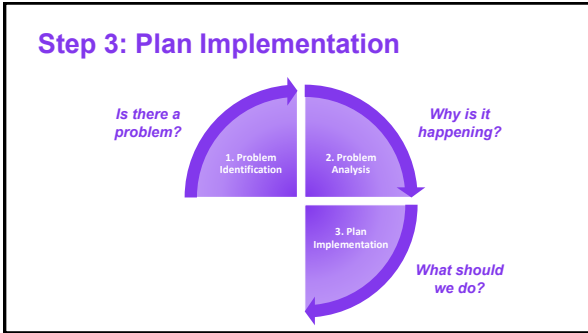 Step 3: Plan Implementation
Is there a
problem?
1. Problem
Identification
2. Problem
Analysis
Why is it
happening?
3. Plan
Implementation
What should
we do?